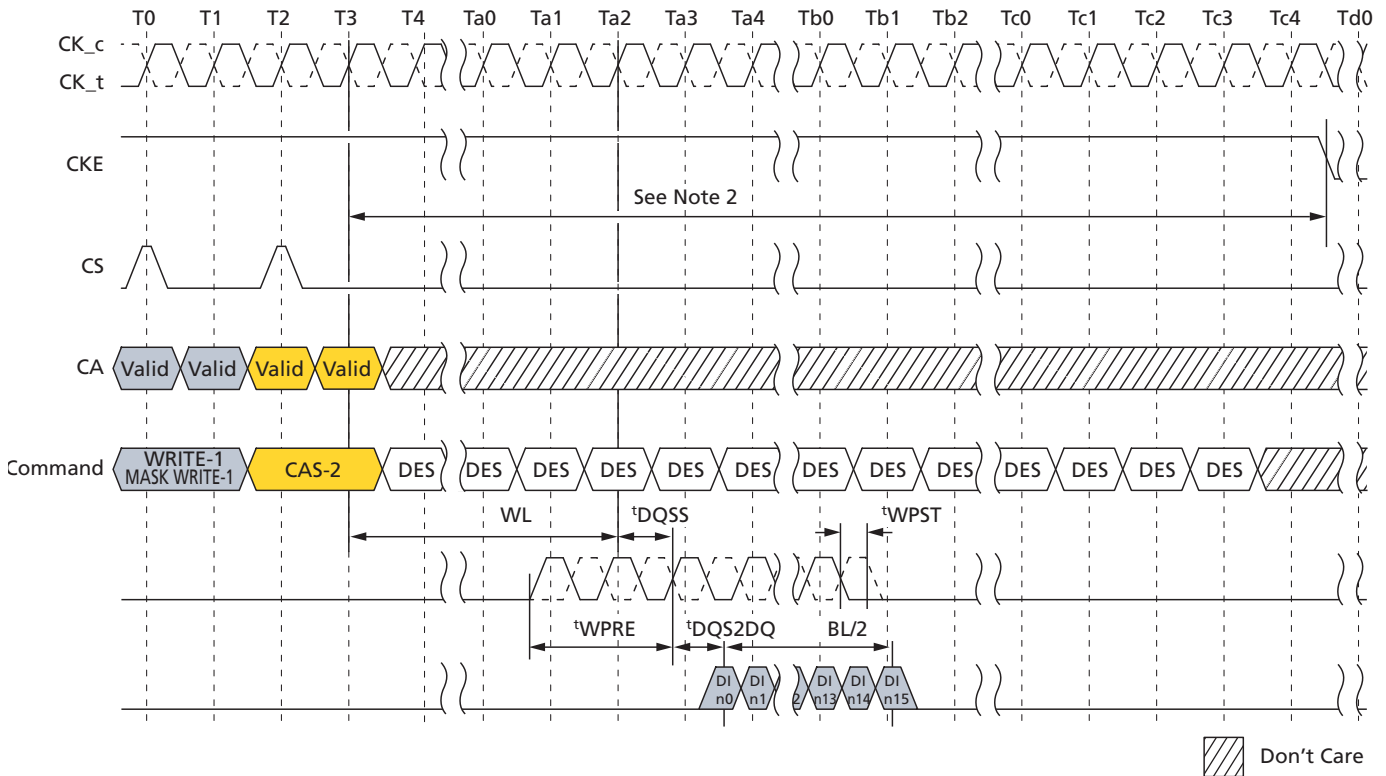 T0 T1 T2 T3 T4 Ta0 Ta1 Ta2 Ta3 Ta4 Tb0 Tb1 Tb2 Tc0 Tc1 Tc2 Tc3 Tc4 Td0
CK_c
CK_t
CKE
See Note 2
CS
CA Valid Valid Valid Valid
Command WRITE-1 MASK WRITE-1 CAS-2 DES DES DES DES DES DES DES DES DES DES DES DES DES
WL tDQSS tWPST
tWPRE tDQS2DQ BL/2
DI DI DI DI DI
n0 n1 2 n13 n14 n15
Don't Care